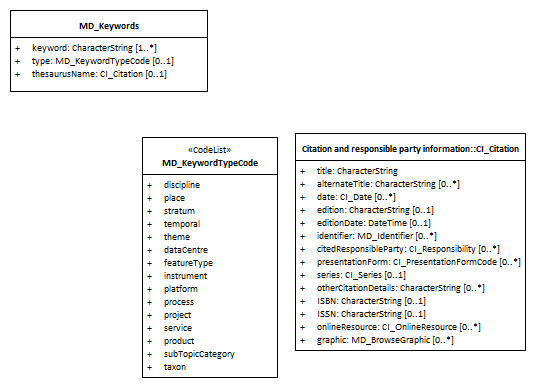 MD_Keywords
+ keyword: CharacterString [1..*]
+ type: MD_KeywordTypeCode [0..1]
+ thesaurusName: CI_Citation [0..1]
«CodeList»
MD_KeywordTypeCode
+ discipline
+ place
+ stratum
+ temporal
+ theme
+ dataCentre
+ featureType
+ instrument
+ platform
+ process
+ project
+ service
+ product
+ subTopicCategory
+ taxon
Citation and responsible party information::CI_Citation
+ title: CharacterString
+ alternateTitle: CharacterString [0..*]
+ date: CI_Date [0..*]
+ edition: CharacterString [0..1]
+ editionDate: DateTime [0..1]
+ identifier: MD_Identifier [0..*]
+ citedResponsibleParty: CI_Responsibility [0..*]
+ presentationForm: CI_PresentationFormCode [0..*]
+ series: CI_Series [0..1]
+ otherCitationDetails: CharacterString [0..*]
+ ISBN: CharacterString [0..1]
+ ISSN: CharacterString [0..1]
+ onlineResource: CI_OnlineResource [0..*]
+ graphic: MD_BrowseGraphic [0..*]